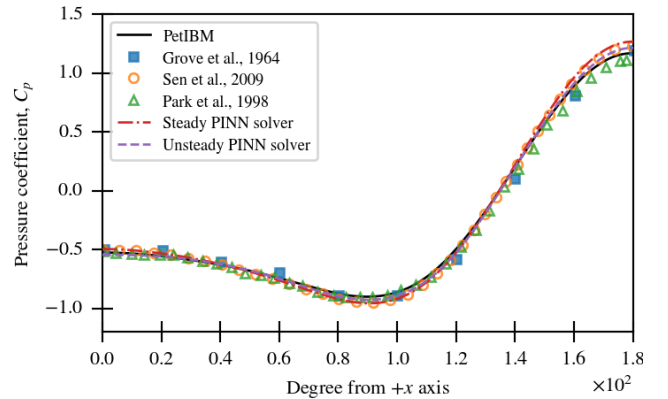 1.5
1.0
0.5
0.0
−0.5
−1.0
Pressure coefficient, Cₚ
PetIBM
Grove et al., 1964
Sen et al., 2009
Park et al., 1998
Steady PINN solver
Unsteady PINN solver
0.0 0.2 0.4 0.6 0.8 1.0 1.2 1.4 1.6 1.8
Degree from +x axis
×10²